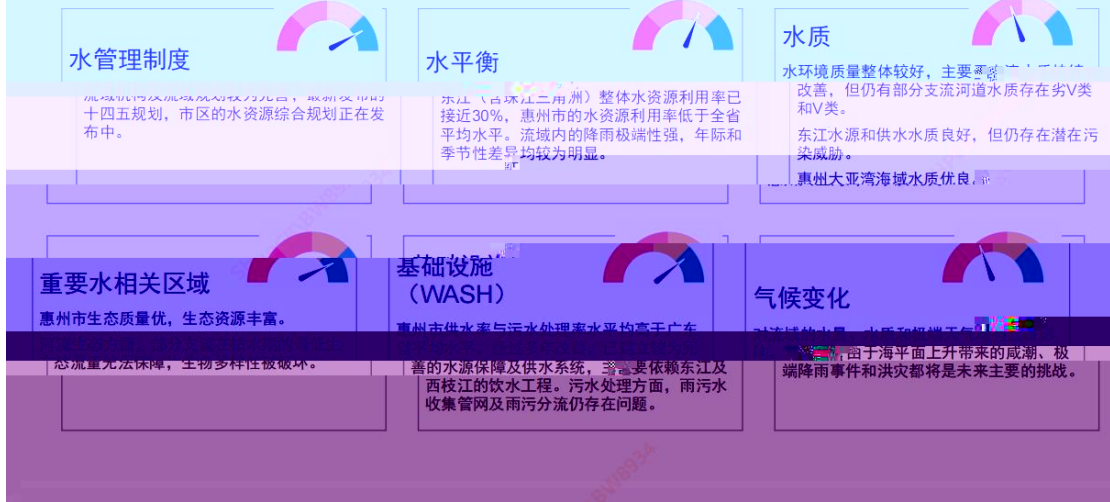 水管理制度
流域机构及流域规划较为完善，最新发布的
十四五规划，市区的水资源综合规划正在发
布中。
水平衡
东江（含珠江三角洲）整体水资源利用率已
接近30%，惠州市的水资源利用率低于全省
平均水平。流域内的降雨极端性强，年际和
季节性差异均较为明显。
水质
水环境质量整体较好，主要
改善，但仍有部分支流河道水质存在劣V类
和V类。
东江水源和供水水质良好，但仍存在潜在污
染威胁。
惠州大亚湾海域水质优良。
重要水相关区域
惠州市生态质量优，生态资源丰富。
态流量无法保障，生物多样性被破坏。
基础设施
（WASH）
惠州市供水率与污水处理率水平均高于广东
善的水源保障及供水系统，主要依赖东江及
西枝江的饮水工程。污水处理方面，雨污水
收集管网及雨污分流仍存在问题。
气候变化
由于海平面上升带来的咸潮、极
端降雨事件和洪灾都将是未来主要的挑战。
BW8934